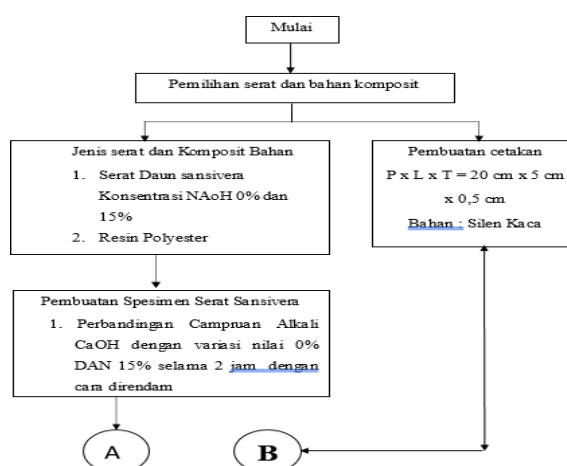 Mulai
Pemilihan serat dan bahan komposit
Jenis serat dan Komposit Bahan
1. Serat Daun sansivera
Konsentrasi NAoH 0% dan
15%
2. Resin Polyester
Pembuatan cetakan
P x L x T = 20 cm x 5 cm
x 0,5 cm
Bahan : Silen Kaca
Pembuatan Spesimen Serat Sansivera
1. Perbandingan Campruan Alkali
CaOH dengan variasi nilai 0%
DAN 15% selama 2 jam dengan
cara direndam
A
B